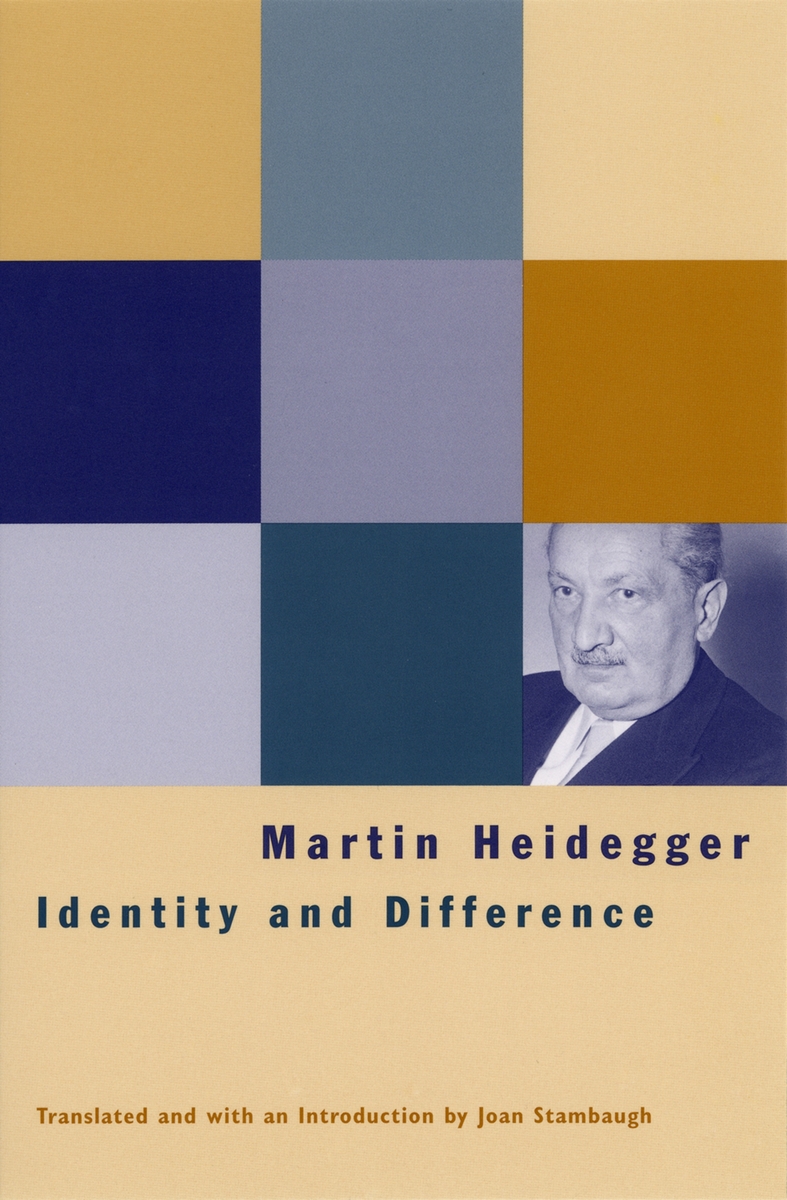 Martin Heidegger
Identity and Difference
Translated and with an Introduction by Joan Stambaugh